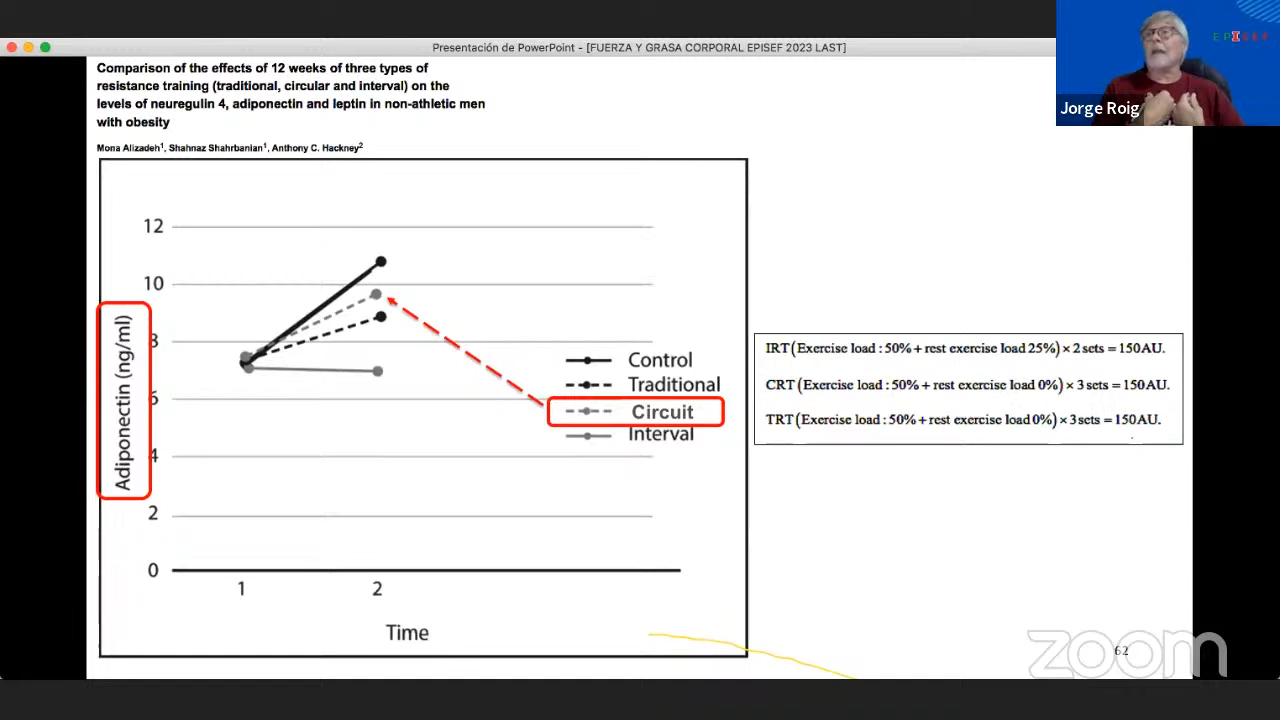 Presentación de PowerPoint - [FUERZA Y GRASA CORPORAL EPISEF 2023 LAST]
EPISEF
Jorge Roig
Comparison of the effects of 12 weeks of three types of
resistance training (traditional, circular and interval) on the
levels of neuregulin 4, adiponectin and leptin in non-athletic men
with obesity
Mona Alizadeh1, Shahnaz Shahrbanian1, Anthony C. Hackney2
12
10
8
6
4
2
0
Adiponectin (ng/ml)
1
2
Time
Control
Traditional
Circuit
Interval
IRT (Exercise load : 50% + rest exercise load 25%) × 2 sets = 150 AU.
CRT (Exercise load : 50% + rest exercise load 0%) × 3 sets = 150 AU.
TRT (Exercise load : 50% + rest exercise load 0%) × 3 sets = 150 AU.
zoom
62